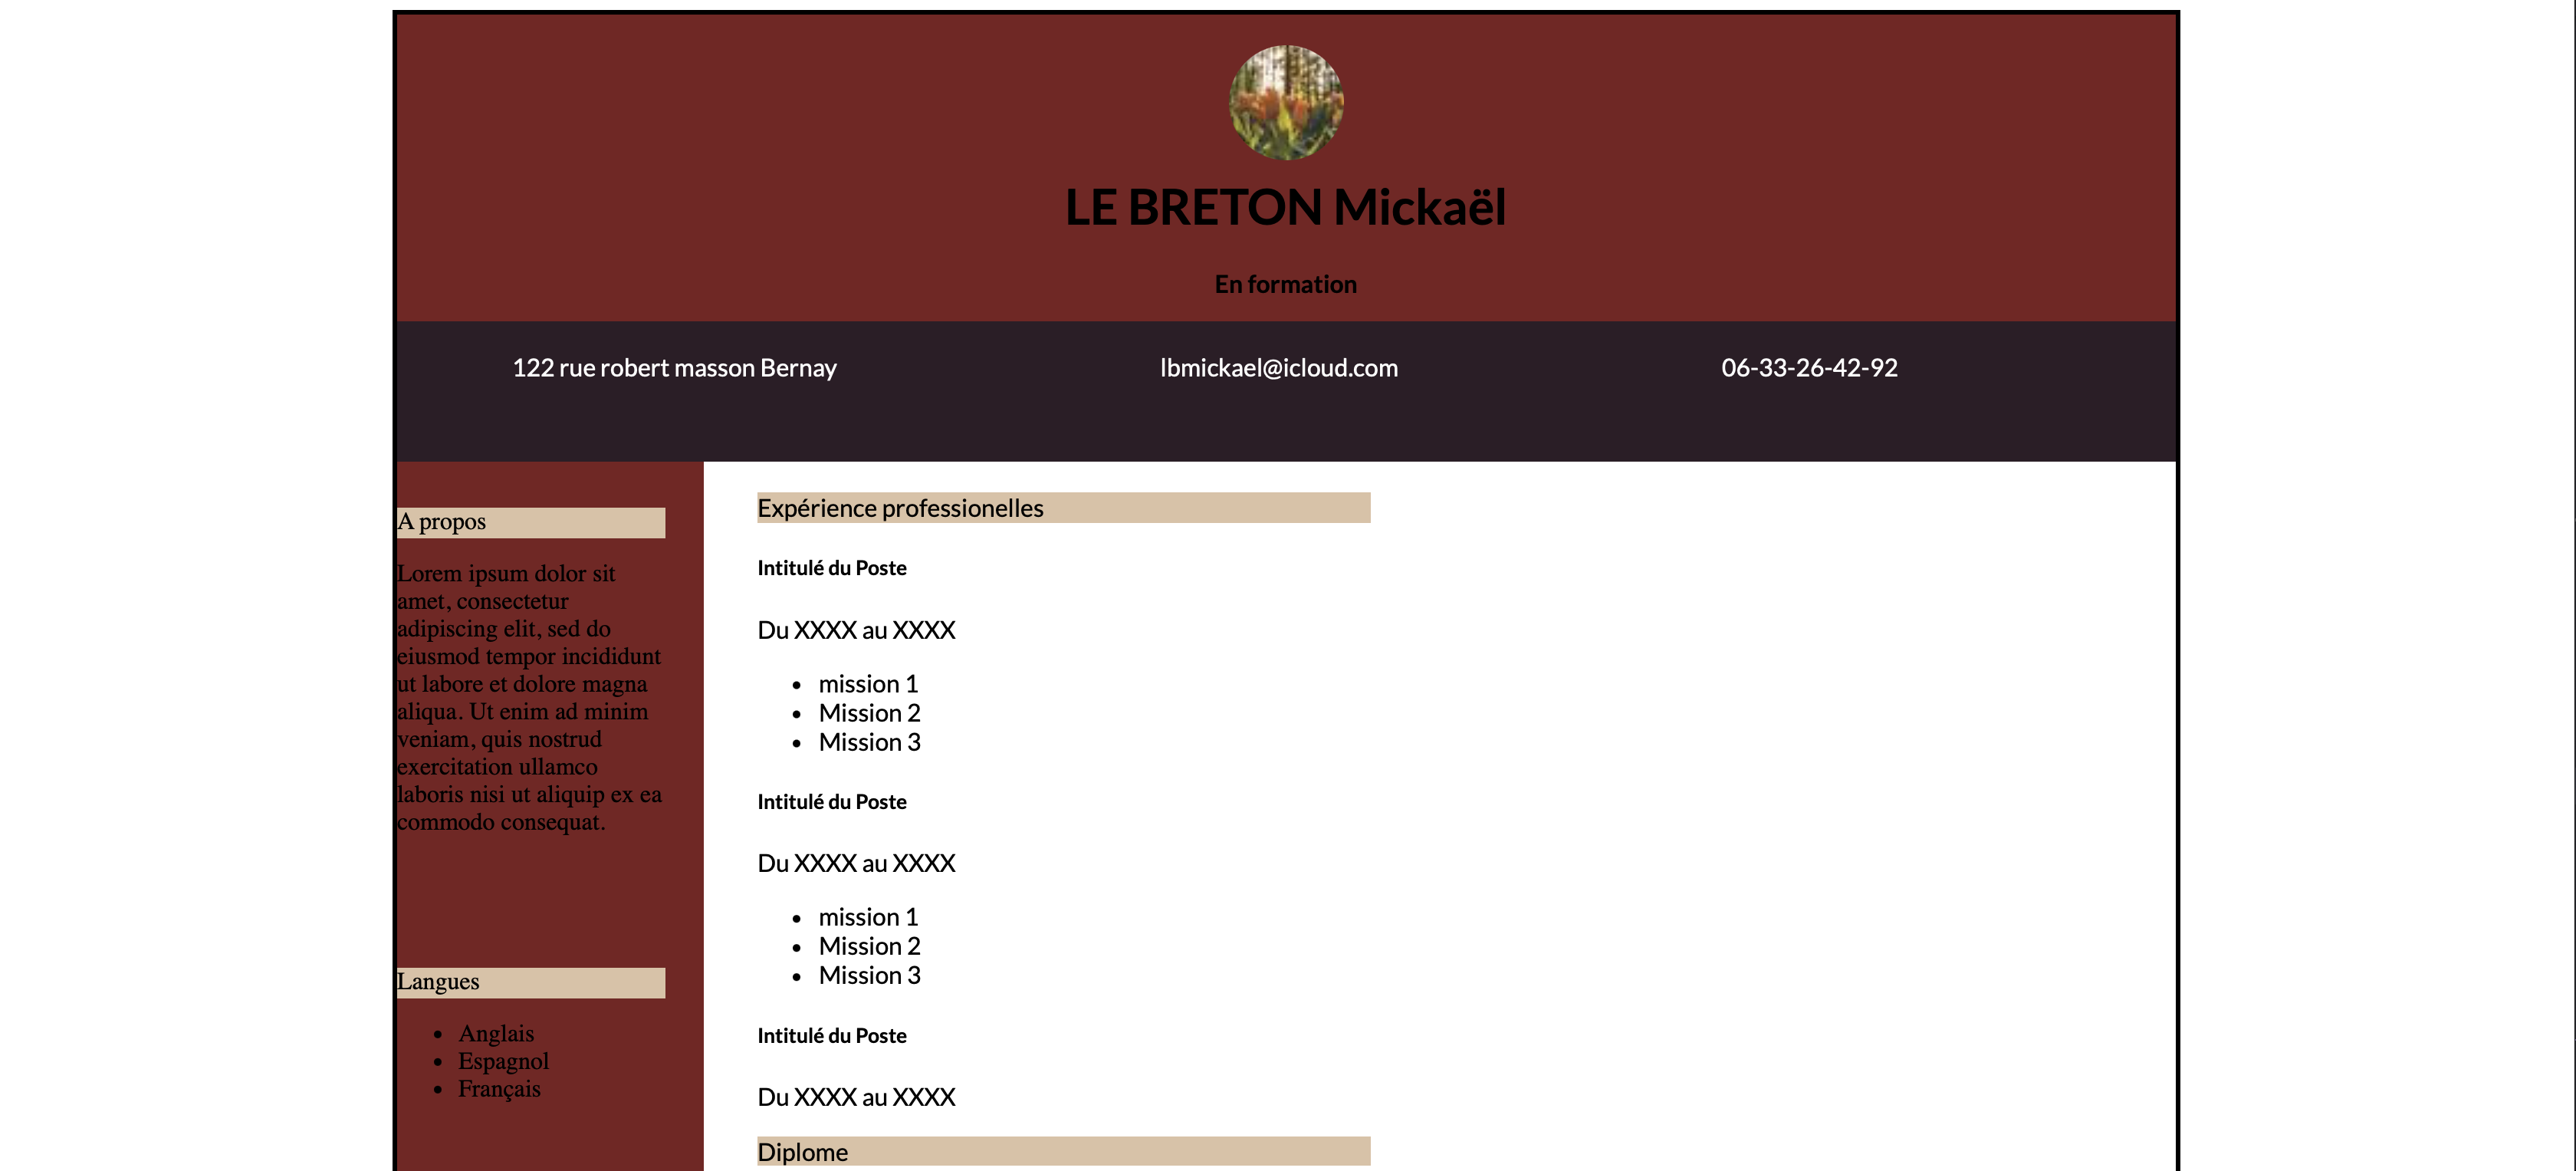 LE BRETON Mickaël
En formation
122 rue robert masson Bernay
lbmickael@icloud.com
06-33-26-42-92
A propos
Lorem ipsum dolor sit
amet, consectetur
adipiscing elit, sed do
eiusmod tempor incididunt
ut labore et dolore magna
aliqua. Ut enim ad minim
veniam, quis nostrud
exercitation ullamco
laboris nisi ut aliquip ex ea
commodo consequat.
Langues
Anglais
Espagnol
Français
Expérience professionelles
Intitulé du Poste
Du XXXX au XXXX
mission 1
Mission 2
Mission 3
Intitulé du Poste
Du XXXX au XXXX
mission 1
Mission 2
Mission 3
Intitulé du Poste
Du XXXX au XXXX
Diplome